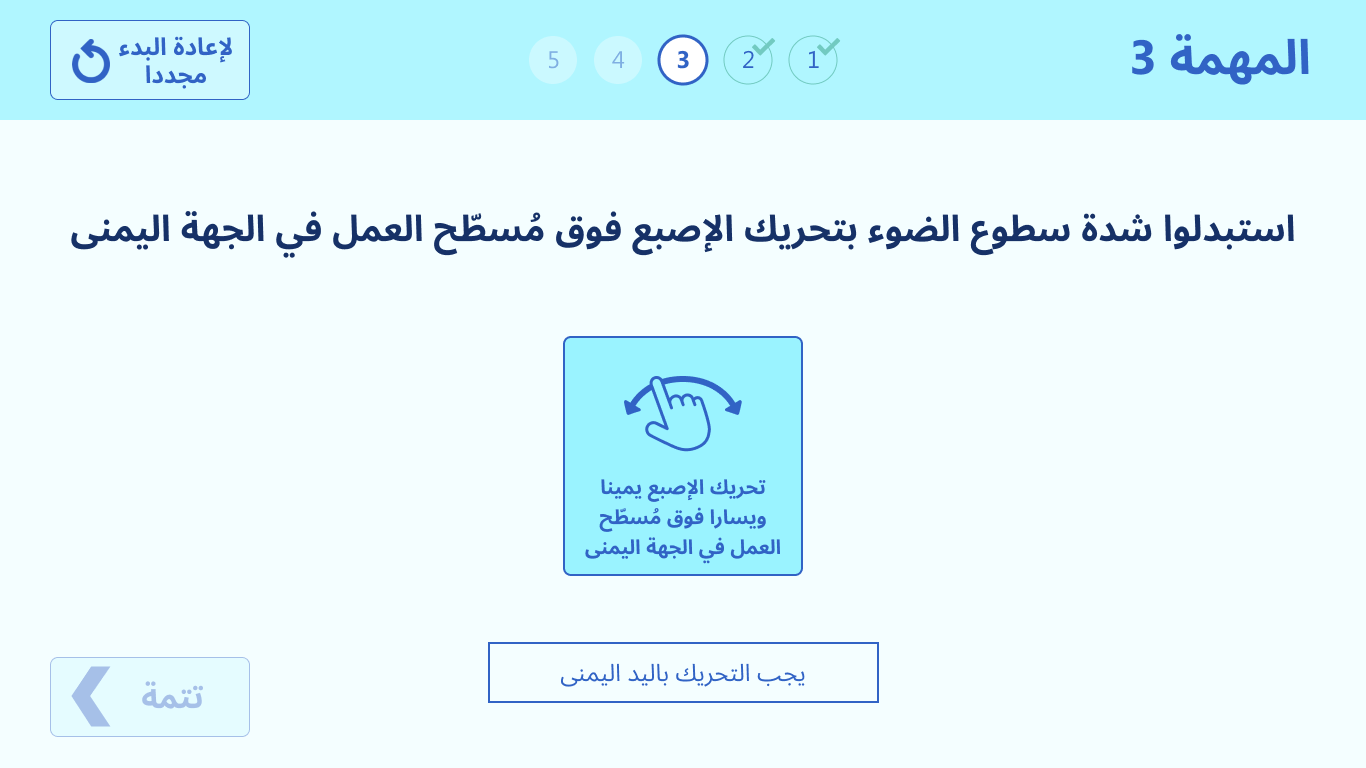 المهمة 3
1
2
3
4
5
لإعادة البدء
مجددا
استبدلوا شدة سطوع الضوء بتحريك الإصبع فوق مُسطّح العمل في الجهة اليمنى
تحريك الإصبع يمينا
ويسارا فوق مُسطّح
العمل في الجهة اليمنى
يجب التحريك باليد اليمنى
تتمة